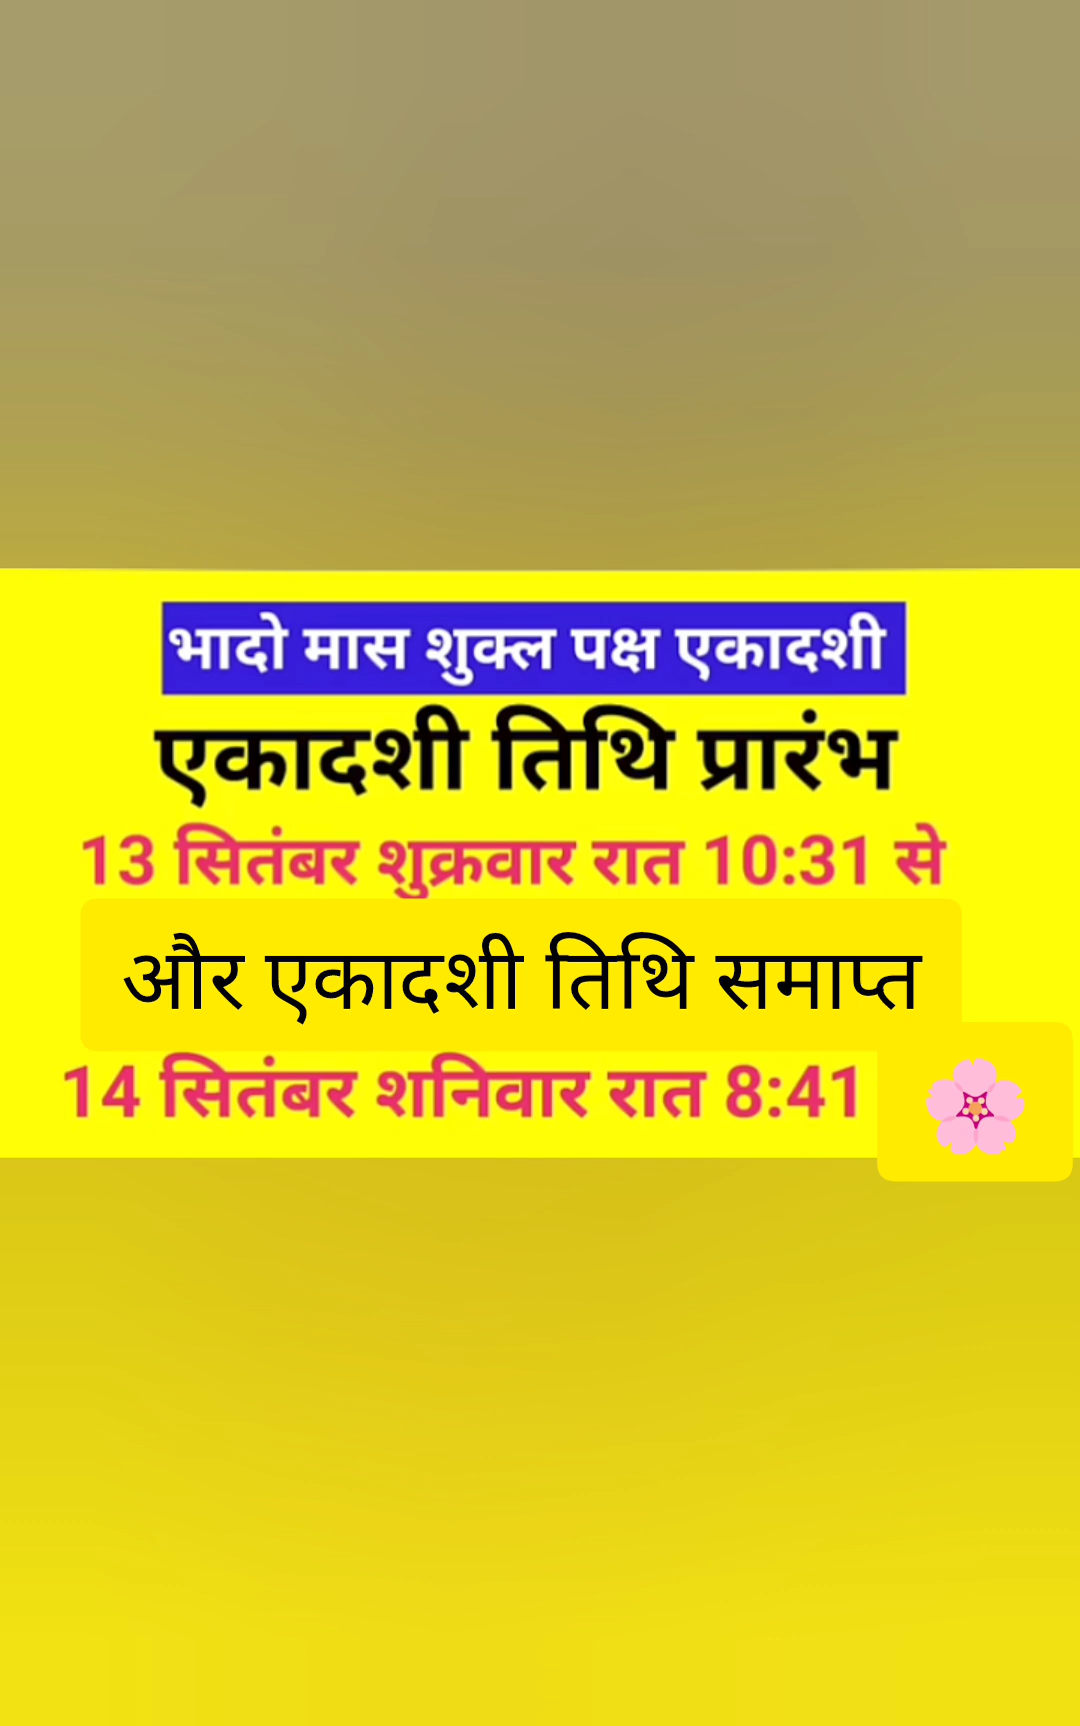 भादो मास शुक्ल पक्ष एकादशी
एकादशी तिथि प्रारंभ
13 सितंबर शुक्रवार रात 10:31 से
और एकादशी तिथि समाप्त
14 सितंबर शनिवार रात 8:41